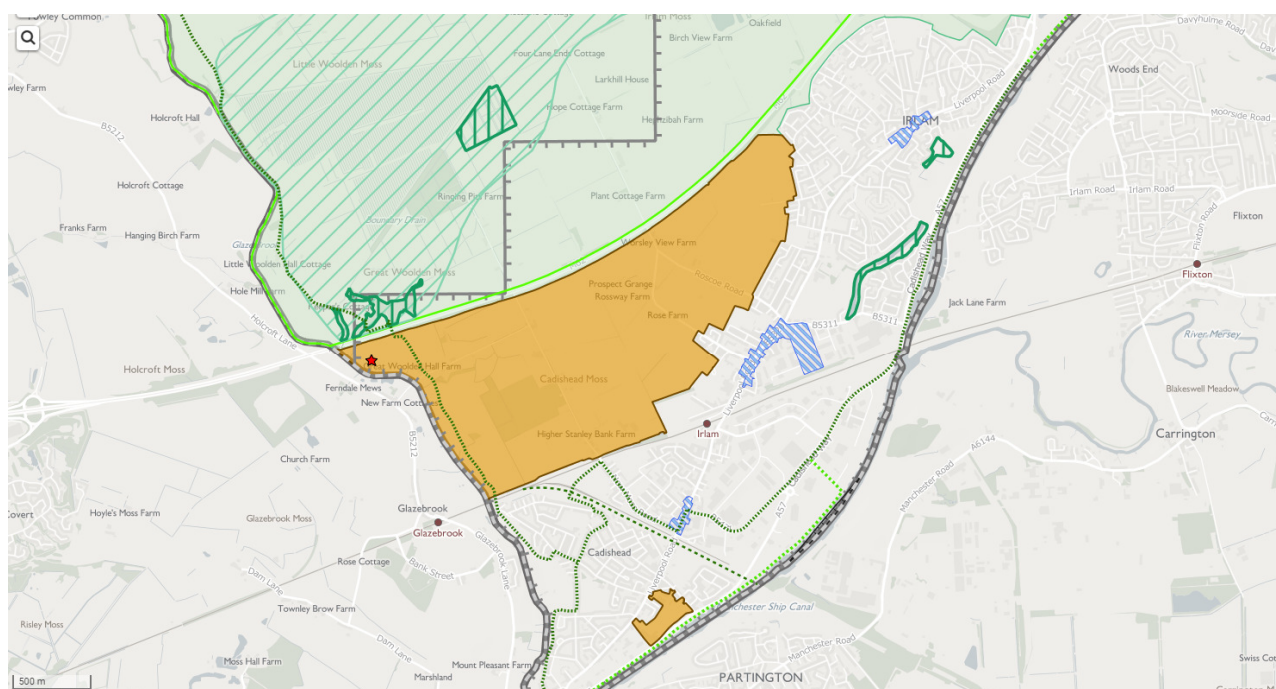 Irlam Moss
Oakfield
Birch View Farm
Davyhulme Road
Little Woolden Moss
Four Lane Ends Cottage
Larkhill House
Woods End
Liverpool Road
B5212
Holcroft Hall
Hope Cottage Farm
Hephzibah Farm
IRLAM
Moorside Road
Holcroft Cottage
Ringing Pits Farm
Plant Cottage Farm
Irlam Road
Irlam Road
A57
Flixton Road
Flixton
Franks Farm
Hanging Birch Farm
Boundary Drain
Worsley View Farm
Little Woolden Hall Cottage
Great Woolden Moss
Cadishead Way
Flixton
Hole Mill Farm
Prospect Grange
Roscoe Road
Rossway Farm
Rose Farm
Jack Lane Farm
B5311
B5311
Holcroft Lane
River Mersey
Holcroft Moss
Great Woolden Hall Farm
Cadishead Moss
Ferndale Mews
Blakeswell Meadow
New Farm Cottages
Liverpool
Higher Stanley Bank Farm
Irlam
Carrington
B5212
A6144
Church Farm
Manchester Road
Covert
Hoyle's Moss Farm
Glazebrook Moss
Glazebrook
Glazebrook
A57
Glazebrook Lane
Cadishead
Rose Cottage
Bank Street
Liverpool Road
Dam Lane
Manchester Ship Canal
Townley Brow Farm
Risley Moss
Manchester Road
Dam Lane
Moss Hall Farm
Mount Pleasant Farm
Swiss Cot
Marshland
PARTINGTON
500 m